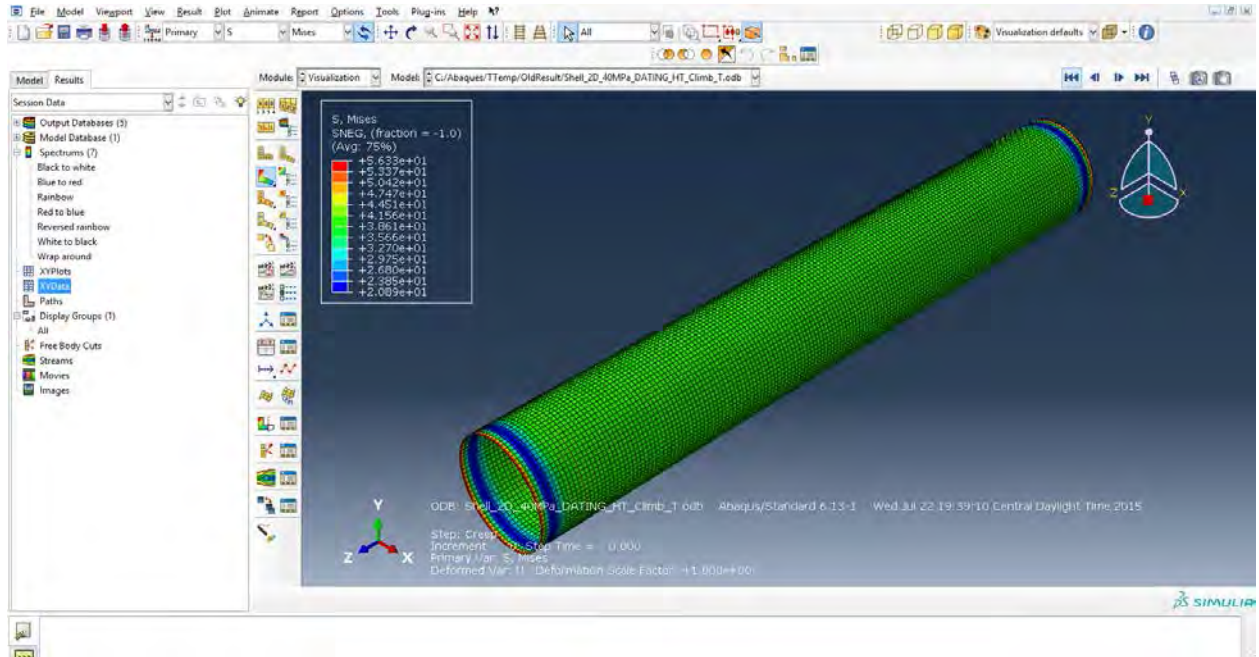 File Model Viewport View Result Plot Animate Report Options Tools Plug-ins Help
Primary S Mises All Visualization defaults
Model Results
Module: Visualization Model: C:/Abaques/TTemp/OldResult/Shell_2D_40MPa_DATING_HT_Climb_T.odb
Session Data
Output Databases (5)
Model Database (1)
Spectrums (7)
Black to white
Blue to red
Rainbow
Red to blue
Reversed rainbow
White to black
Wrap around
XYPlots
XYData
Paths
Display Groups (1)
All
Free Body Cuts
Streams
Movies
Images
S, Mises
SNEG, (fraction = -1.0)
(Avg: 75%)
+5.633e+01
+5.337e+01
+5.042e+01
+4.747e+01
+4.451e+01
+4.156e+01
+3.861e+01
+3.566e+01
+3.270e+01
+2.975e+01
+2.680e+01
+2.385e+01
+2.089e+01
Y
Z X
Y
Z X
ODB: Shell_2D_40MPa_DATING_HT_Climb_T.odb Abaqus/Standard 6.13-1 Wed Jul 22 19:39:10 Central Daylight Time 2015
Step: Creep
Increment 0: Step Time = 0.000
Primary Var: S, Mises
Deformed Var: U Deformation Scale Factor: +1.000e+00
SIMULIA